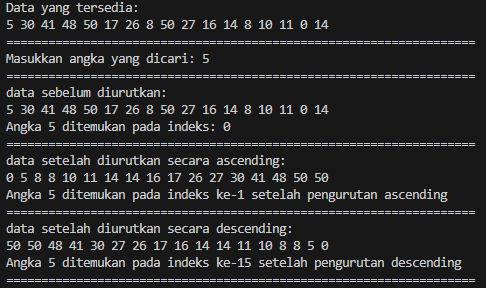 Data yang tersedia:
5 30 41 48 50 17 26 8 50 27 16 14 8 10 11 0 14
==================================================================
Masukkan angka yang dicari: 5
==================================================================
data sebelum diurutkan:
5 30 41 48 50 17 26 8 50 27 16 14 8 10 11 0 14
Angka 5 ditemukan pada indeks: 0
==================================================================
data setelah diurutkan secara ascending:
0 5 8 8 10 11 14 14 16 17 26 27 30 41 48 50 50
Angka 5 ditemukan pada indeks ke-1 setelah pengurutan ascending
==================================================================
data setelah diurutkan secara descending:
50 50 48 41 30 27 26 17 16 14 14 11 10 8 8 5 0
Angka 5 ditemukan pada indeks ke-15 setelah pengurutan descending
==================================================================